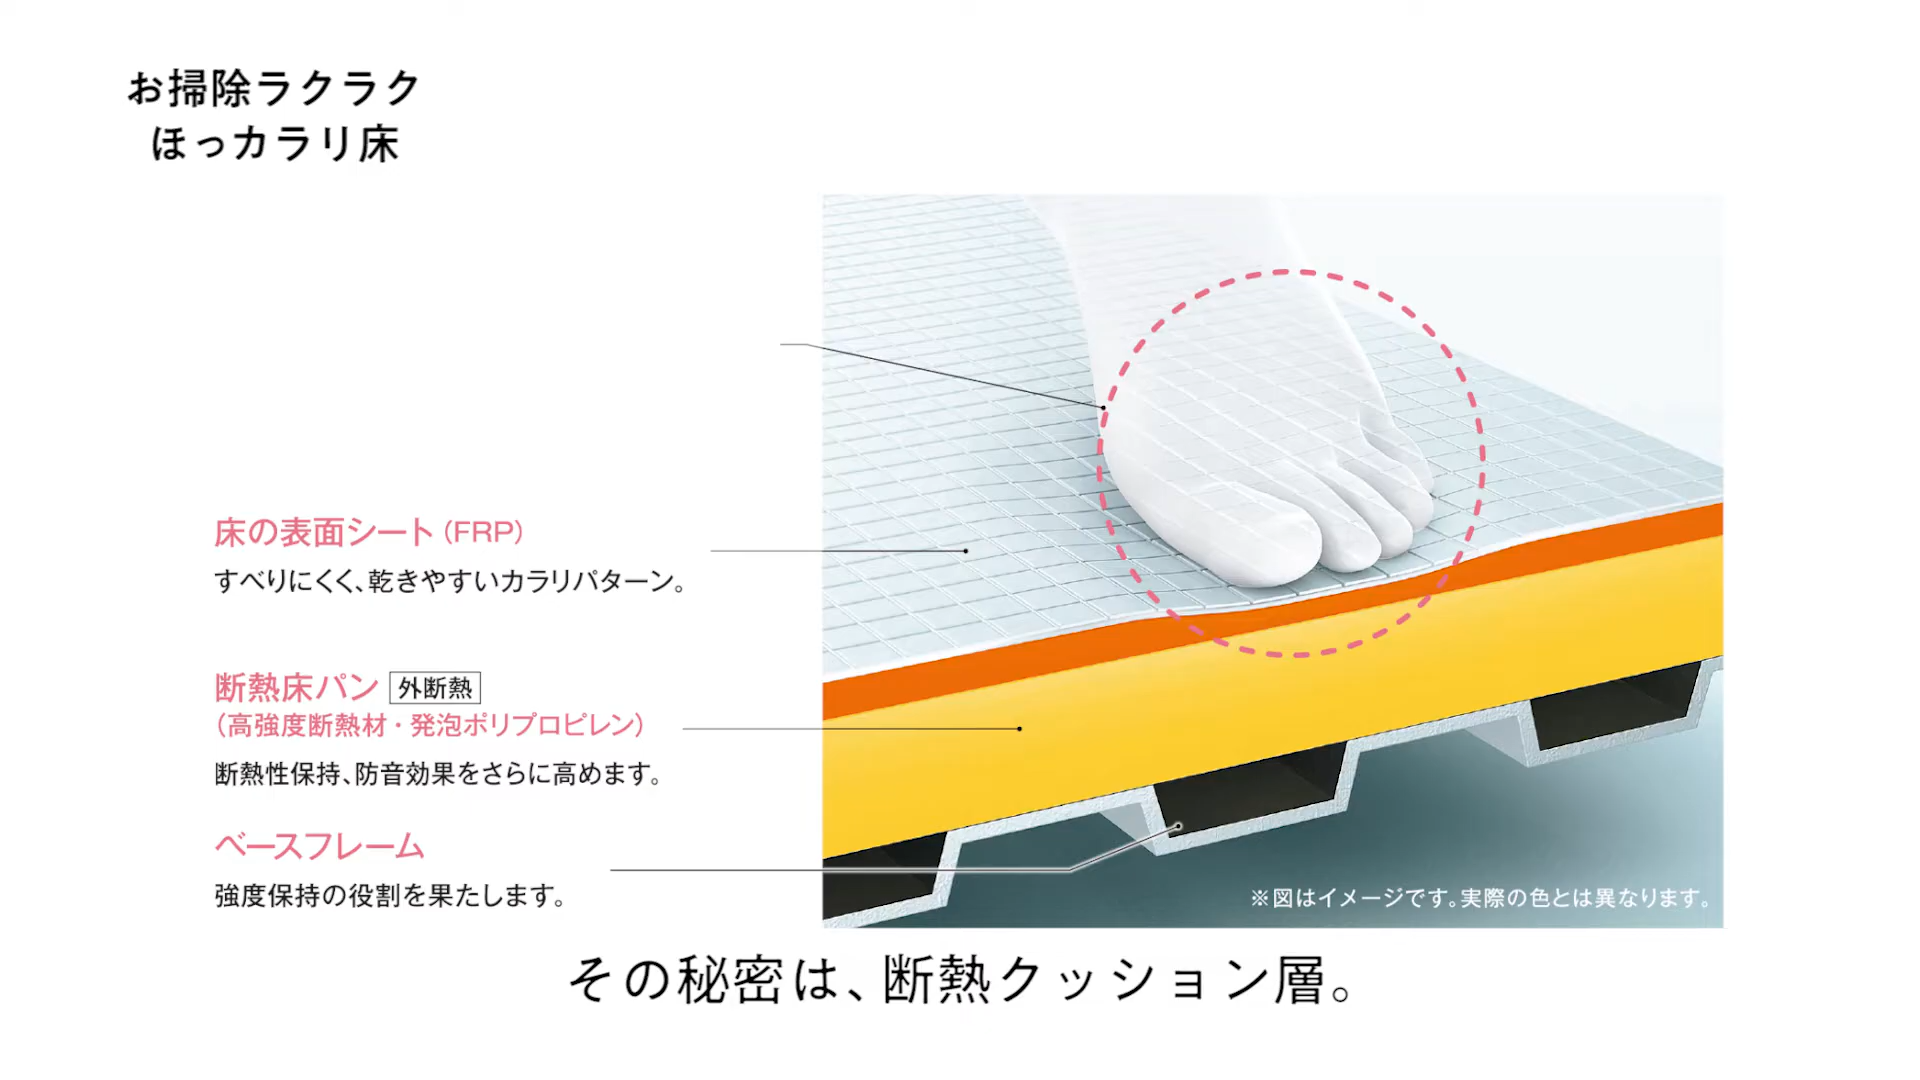 お掃除ラクラク
ほっカラリ床
床の表面シート（FRP）
すべりにくく、乾きやすいカラリパターン。
断熱床パン 外断熱
（高強度断熱材・発泡ポリプロピレン）
断熱性保持、防音効果をさらに高めます。
ベースフレーム
強度保持の役割を果たします。
※図はイメージです。実際の色とは異なります。
その秘密は、断熱クッション層。